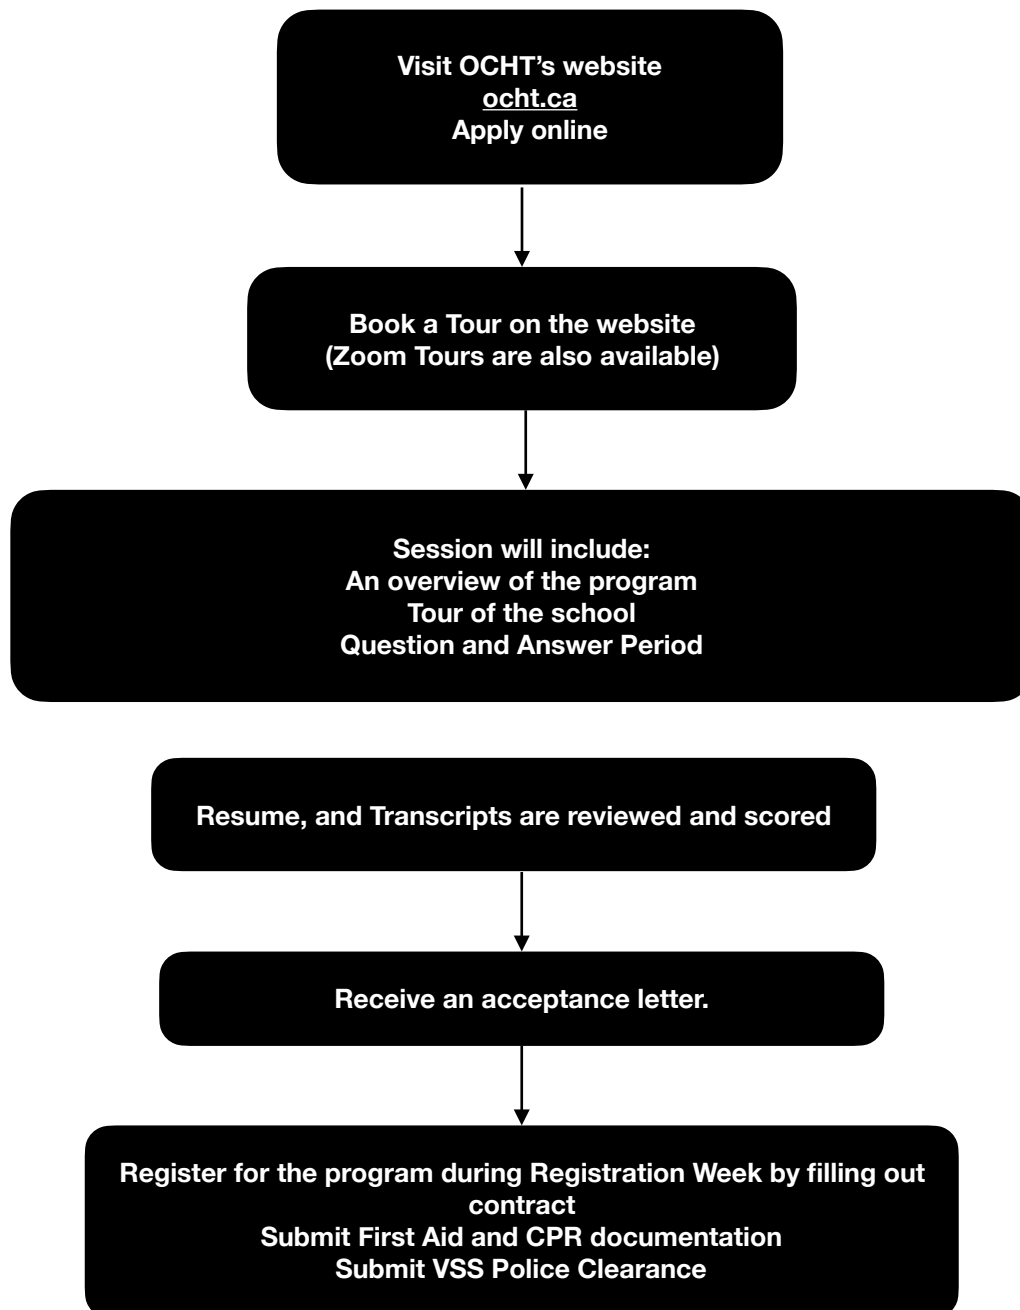 Visit OCHT’s website
ocht.ca
Apply online
Book a Tour on the website
(Zoom Tours are also available)
Session will include:
An overview of the program
Tour of the school
Question and Answer Period
Resume, and Transcripts are reviewed and scored
Receive an acceptance letter.
Register for the program during Registration Week by filling out
contract
Submit First Aid and CPR documentation
Submit VSS Police Clearance